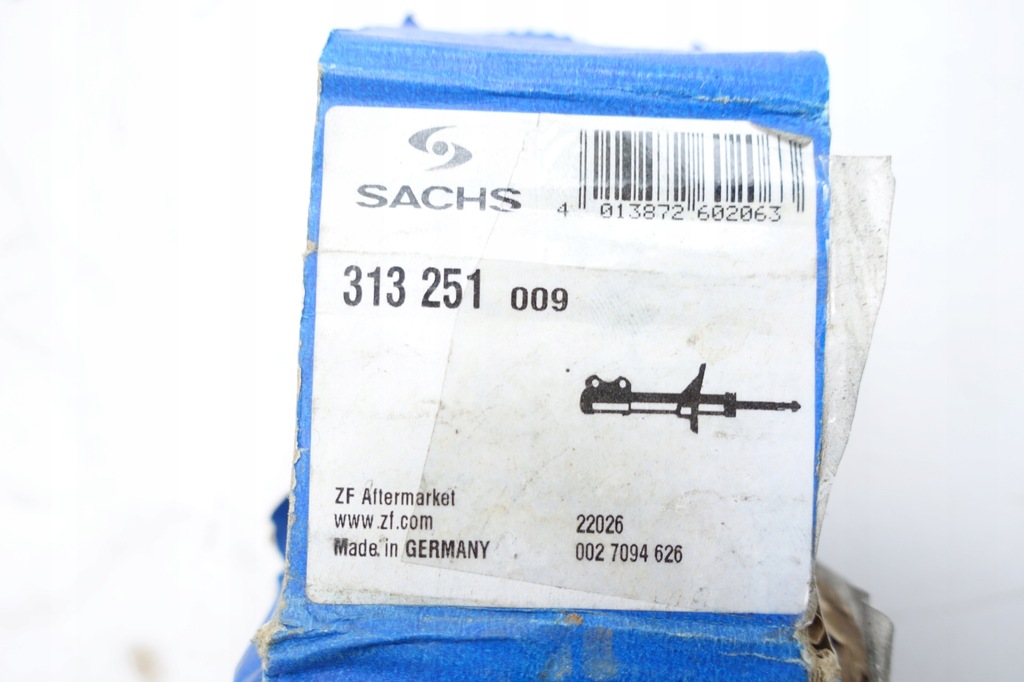 SACHS
4 013872 602063
313 251 009
ZF Aftermarket
www.zf.com
Made in GERMANY
22026
002 7094 626